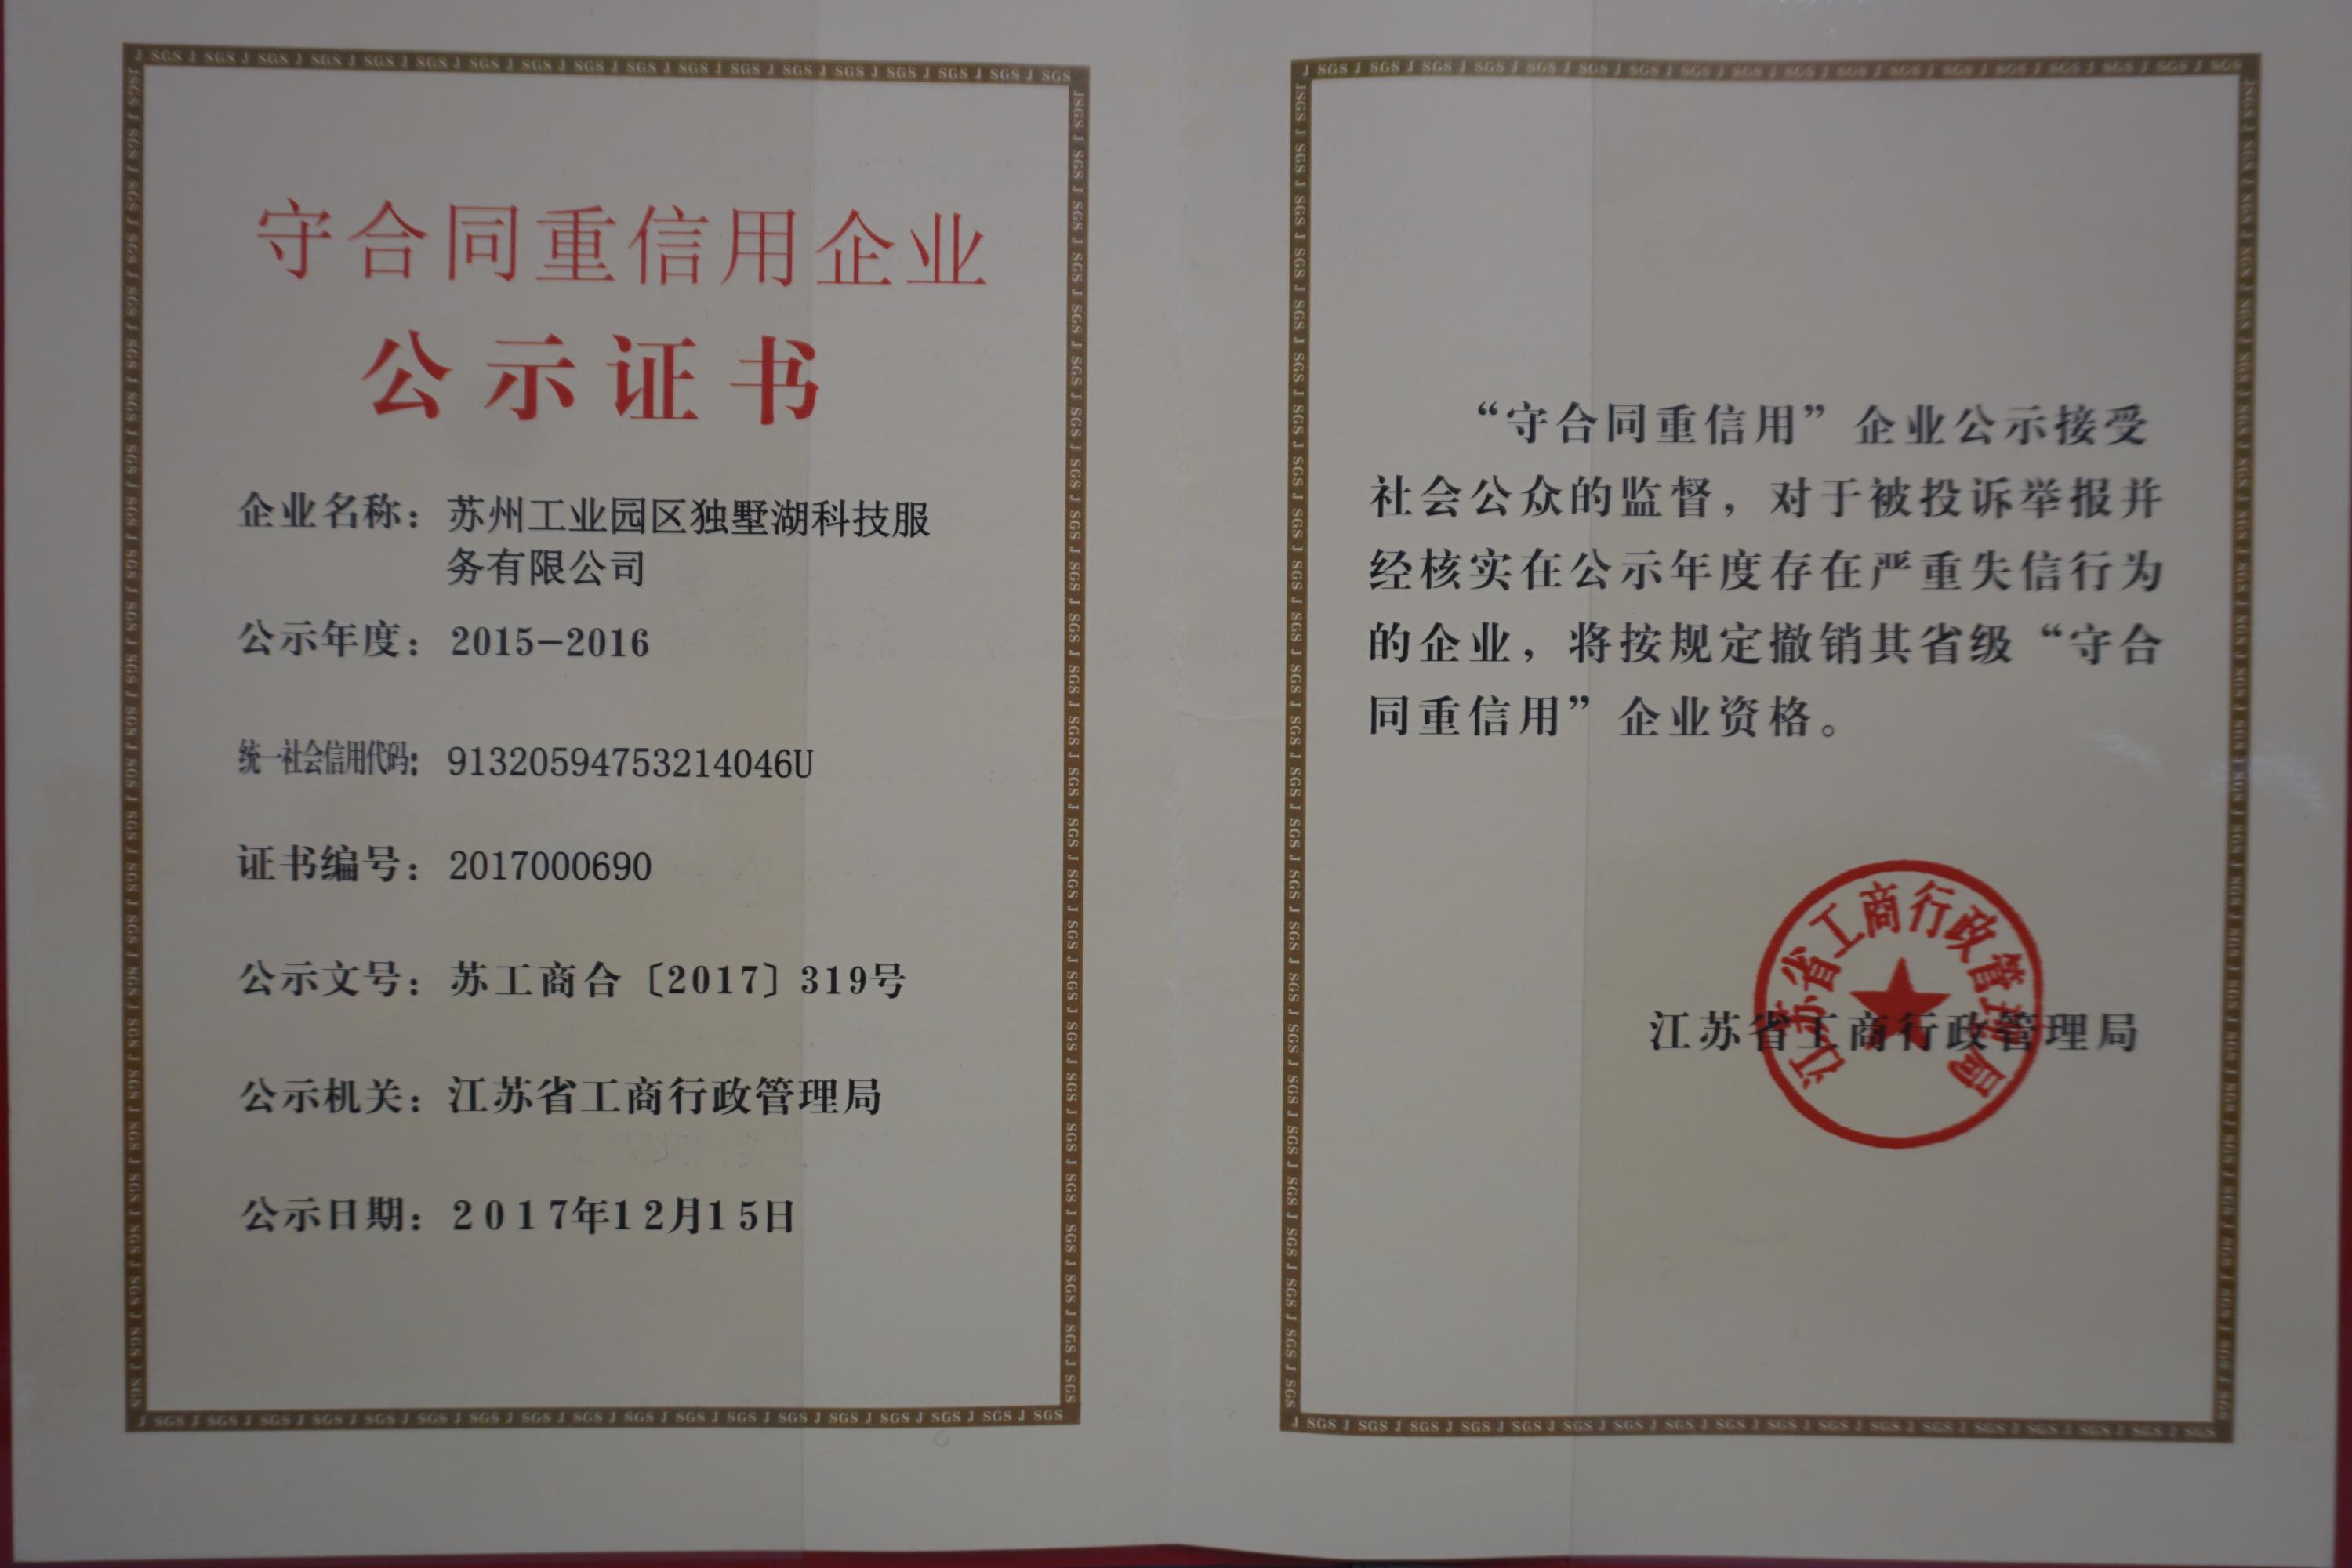 守合同重信用企业
公示证书
企业名称：苏州工业园区独墅湖科技服
务有限公司
公示年度：2015-2016
统一社会信用代码：91320594753214046U
证书编号：2017000690
公示文号：苏工商合〔2017〕319号
公示机关：江苏省工商行政管理局
公示日期：2017年12月15日
“守合同重信用”企业公示接受
社会公众的监督，对于被投诉举报并
经核实在公示年度存在严重失信行为
的企业，将按规定撤销其省级“守合
同重信用”企业资格。
江苏省工商行政管理局
江苏省工商行政管理局